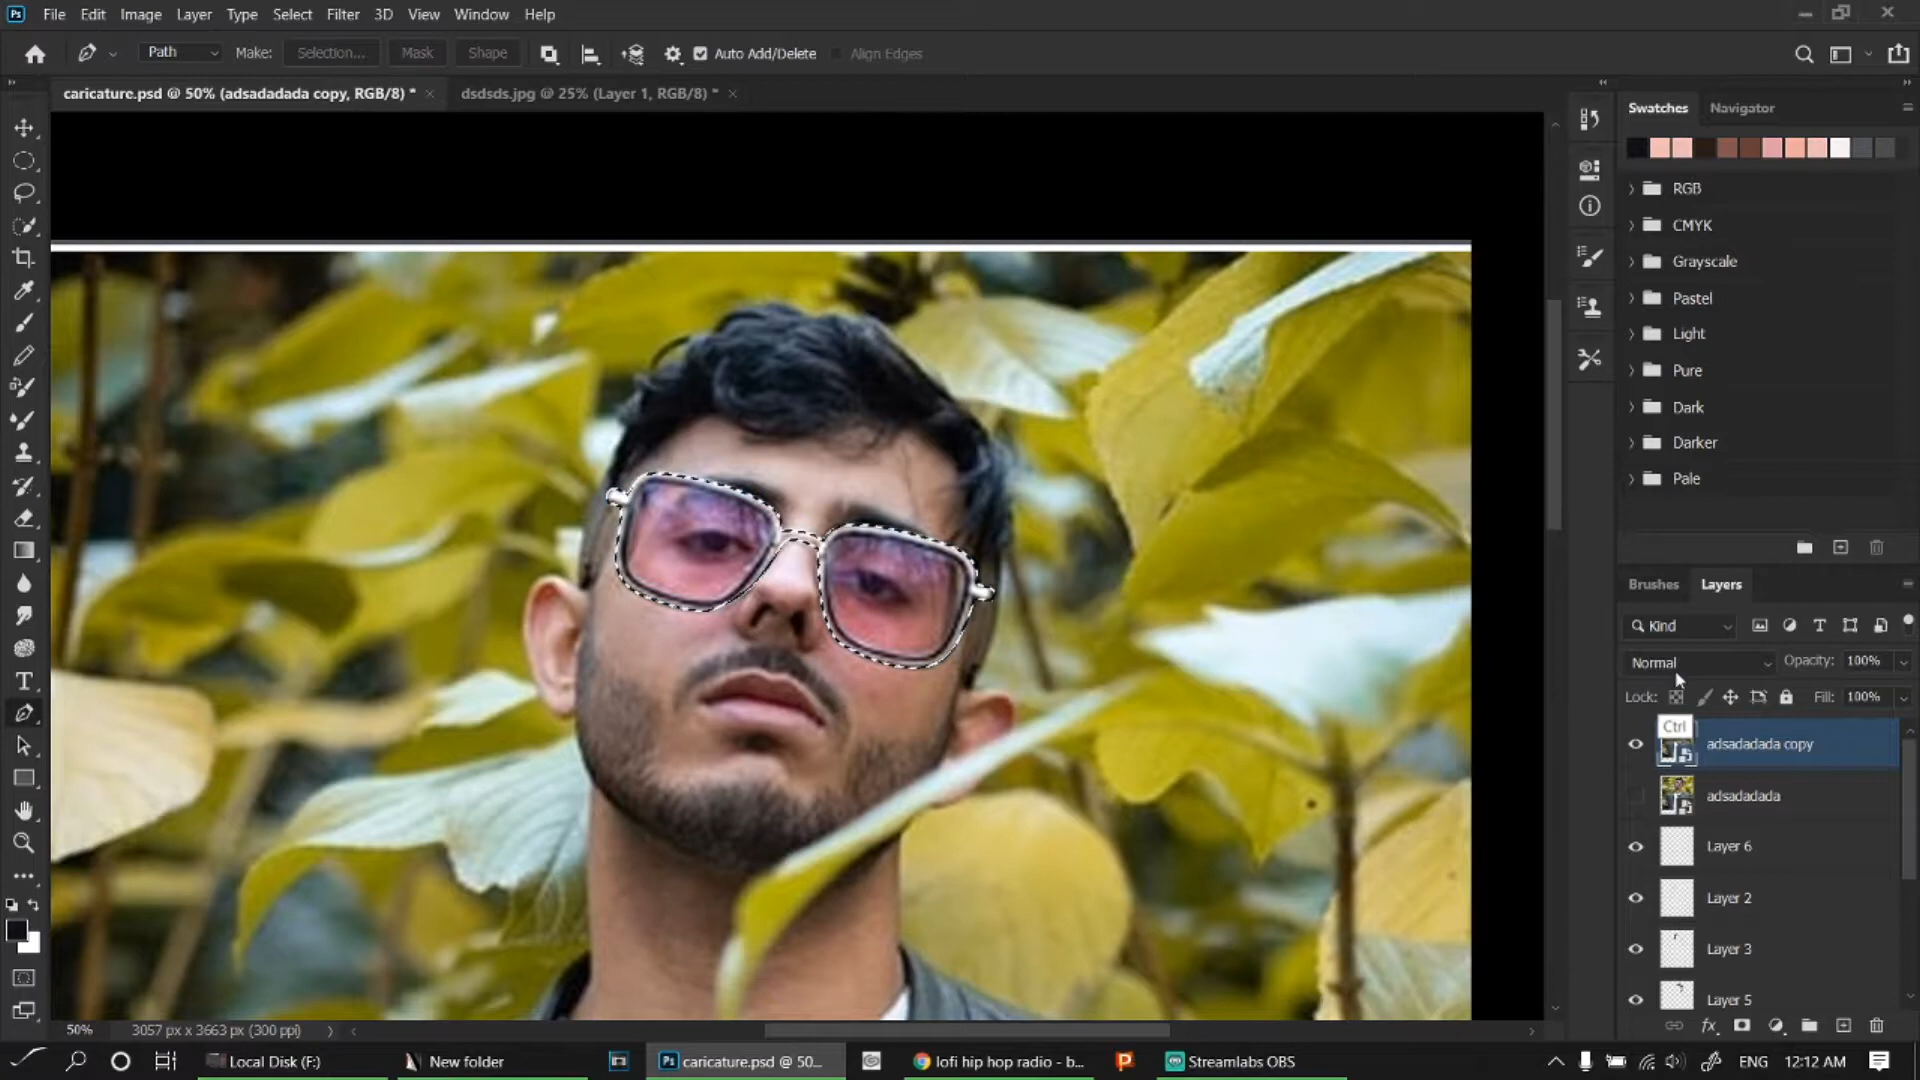 Ps File Edit Image Layer Type Select Filter 3D View Window Help
Path Make: Selection... Mask Shape Auto Add/Delete Align Edges
caricature.psd @ 50% (adsadadada copy, RGB/8) * × dsdsds.jpg @ 25% (Layer 1, RGB/8) * ×
Swatches Navigator
RGB
CMYK
Grayscale
Pastel
Light
Pure
Dark
Darker
Pale
Brushes Layers
Kind
Normal Opacity: 100%
Lock: Fill: 100%
Ctrl
adsadadada copy
adsadadada
Layer 6
Layer 2
Layer 3
Layer 5
50% 3057 px x 3663 px (300 ppi)
Local Disk (F:) New folder Ps caricature.psd @ 50... lofi hip hop radio - b... Streamlabs OBS ENG 12:12 AM